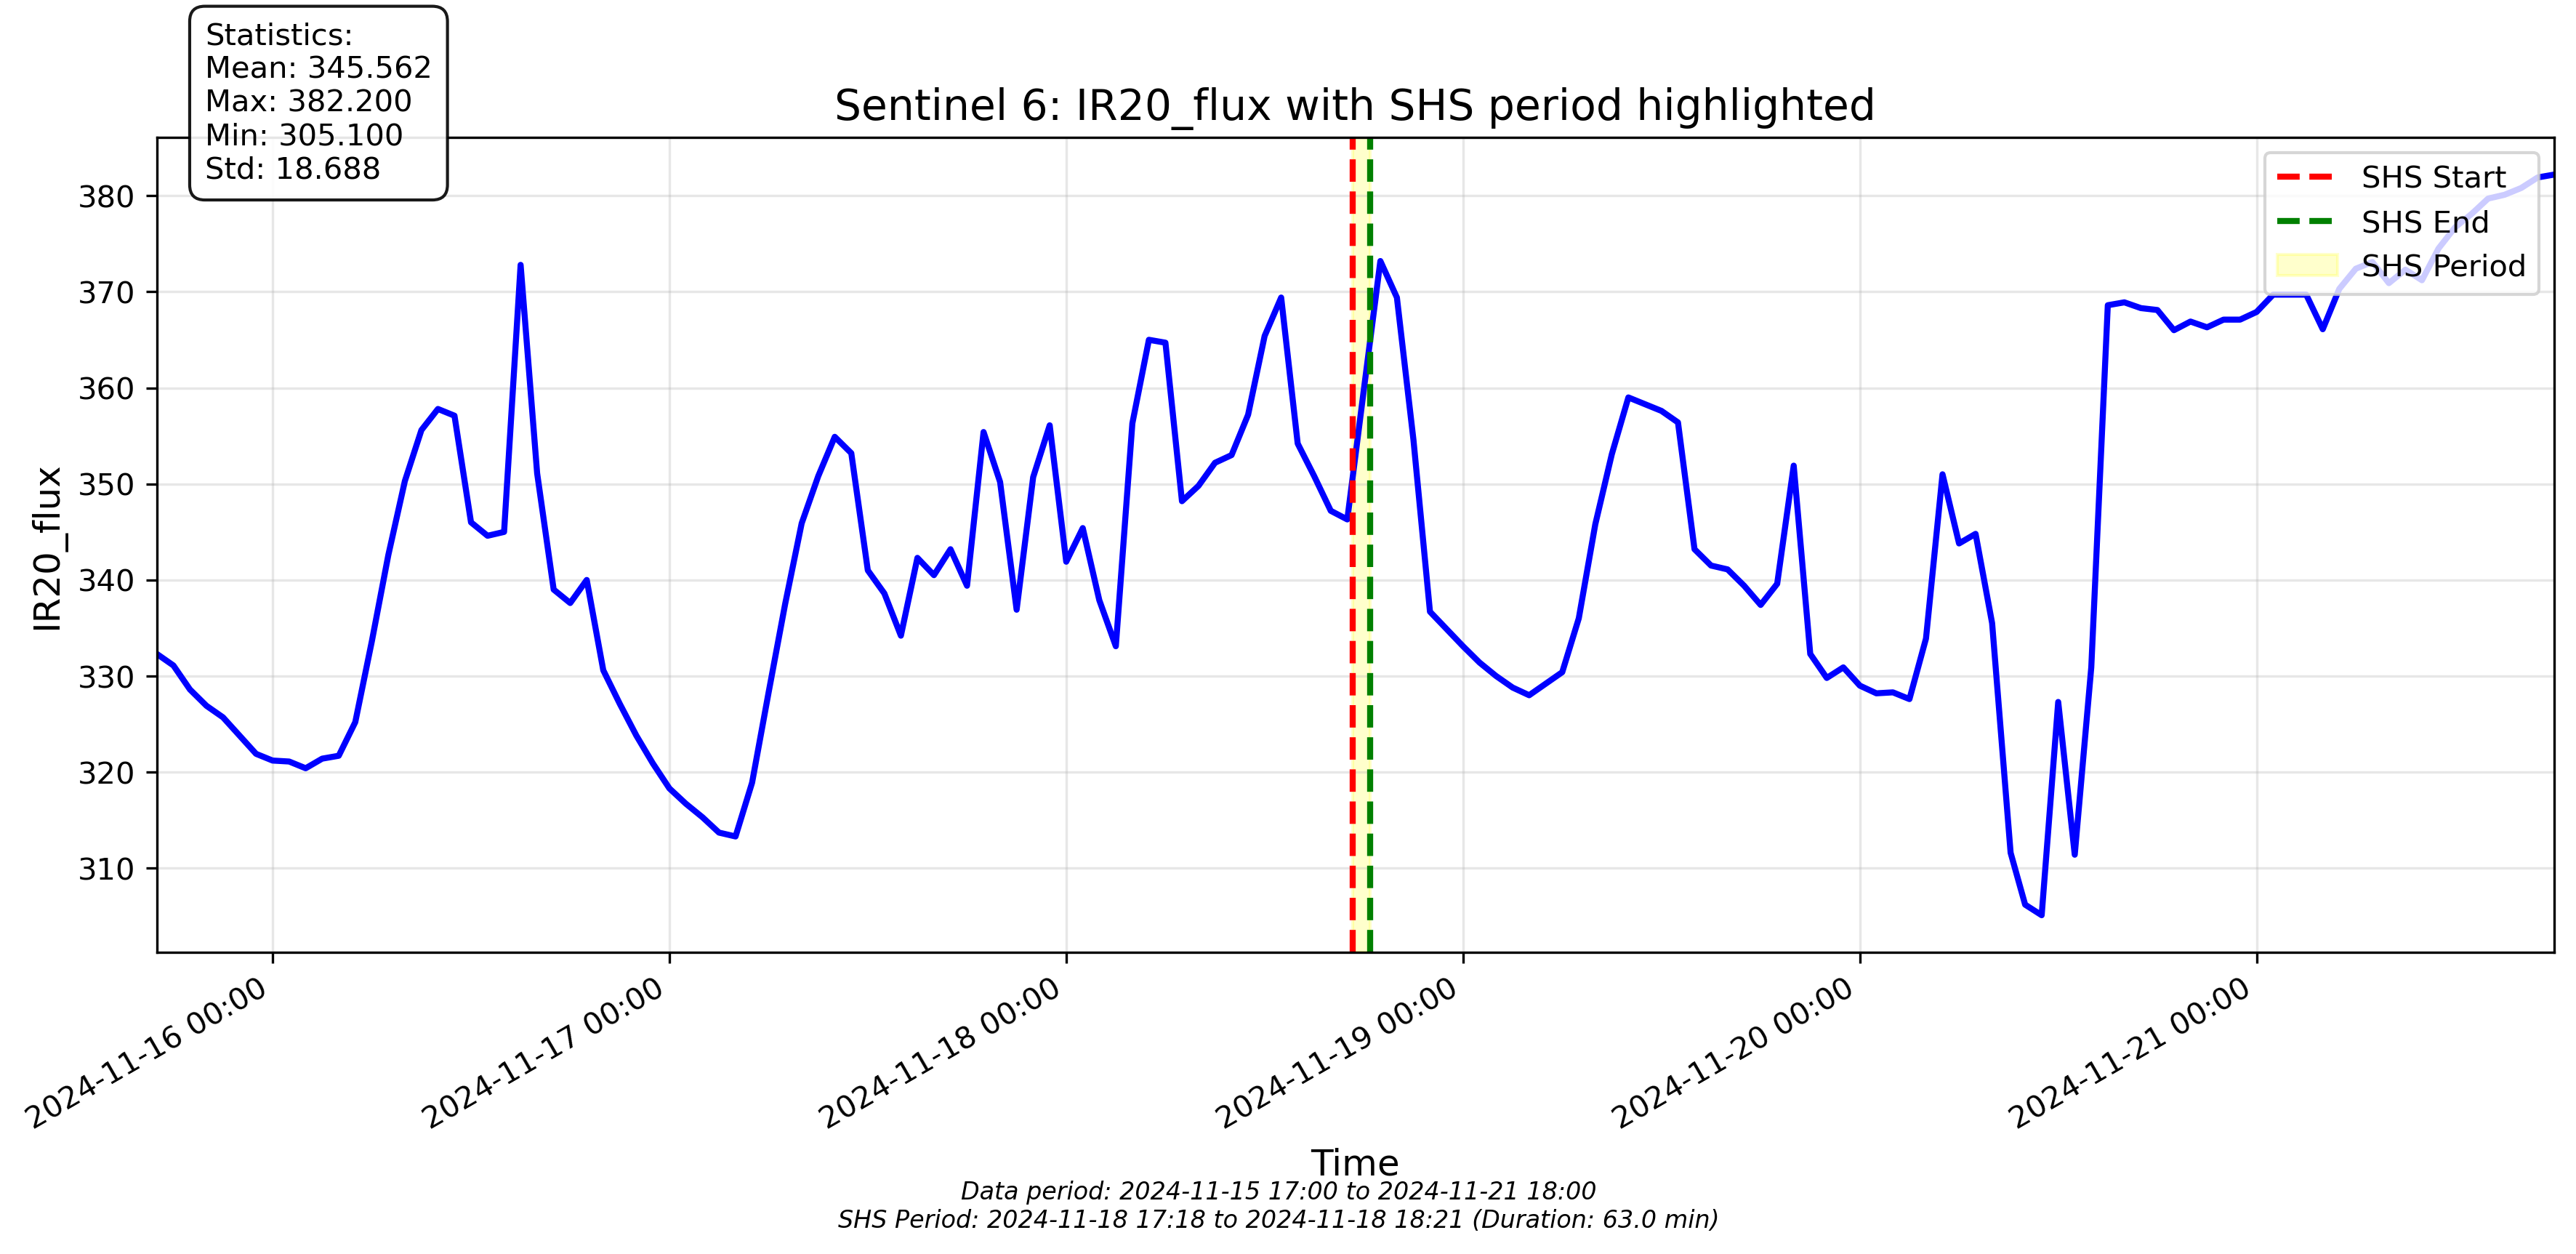 Statistics:
Mean: 345.562
Max: 382.200
Min: 305.100
Std: 18.688
Sentinel 6: IR20_flux with SHS period highlighted
SHS Start
SHS End
SHS Period
IR20_flux
380
370
360
350
340
330
320
310
2024-11-16 00:00
2024-11-17 00:00
2024-11-18 00:00
2024-11-19 00:00
2024-11-20 00:00
2024-11-21 00:00
Time
Data period: 2024-11-15 17:00 to 2024-11-21 18:00
SHS Period: 2024-11-18 17:18 to 2024-11-18 18:21 (Duration: 63.0 min)